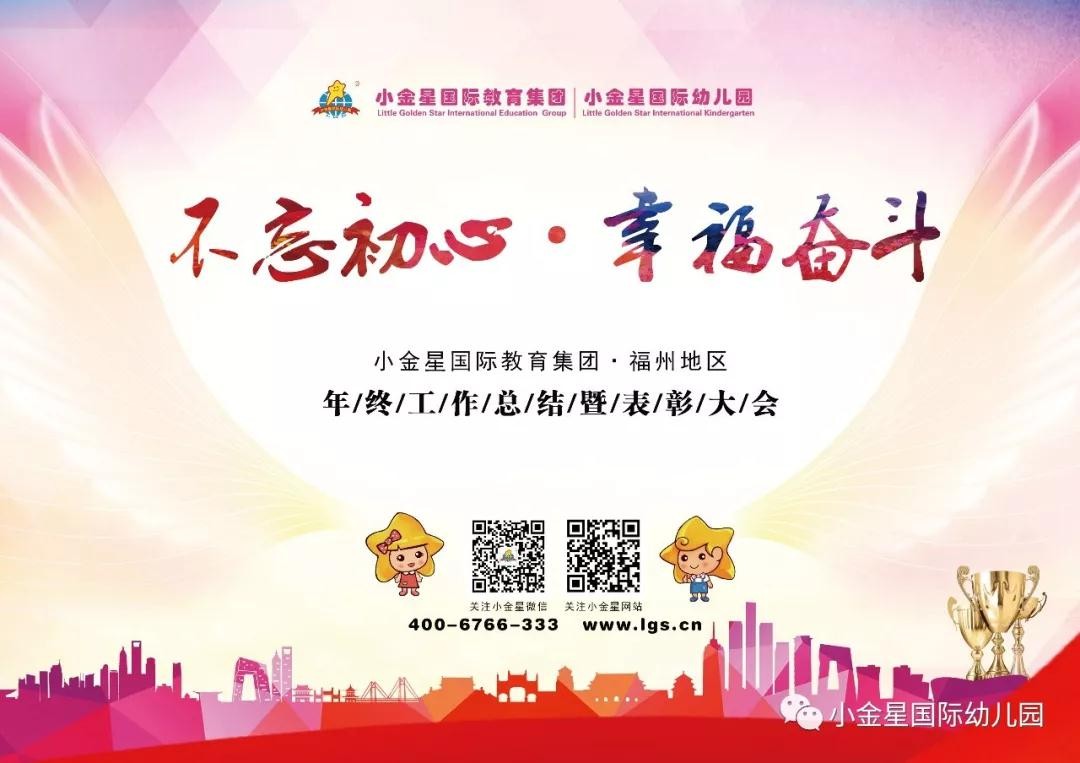 小金星国际教育集团 | 小金星国际幼儿园
Little Golden Star International Education Group | Little Golden Star International Kindergarten
不忘初心·幸福奋斗
小金星国际教育集团·福州地区
年/终/工/作/总/结/暨/表/彰/大/会
关注小金星微信 关注小金星网站
400-6766-333 www.lgs.cn
小金星国际幼儿园